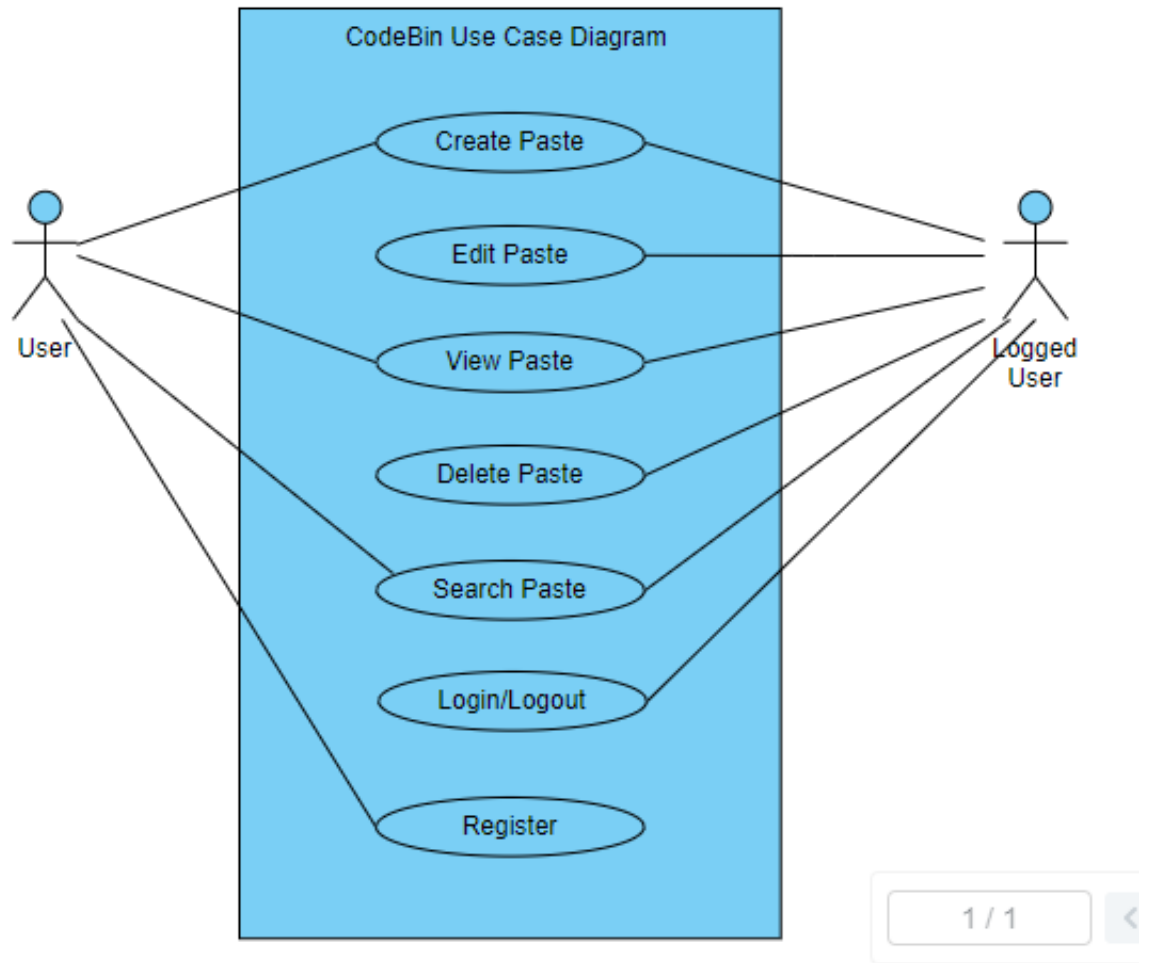 CodeBin Use Case Diagram
Create Paste
Edit Paste
User
View Paste
Logged
User
Delete Paste
Search Paste
Login/Logout
Register
1 / 1